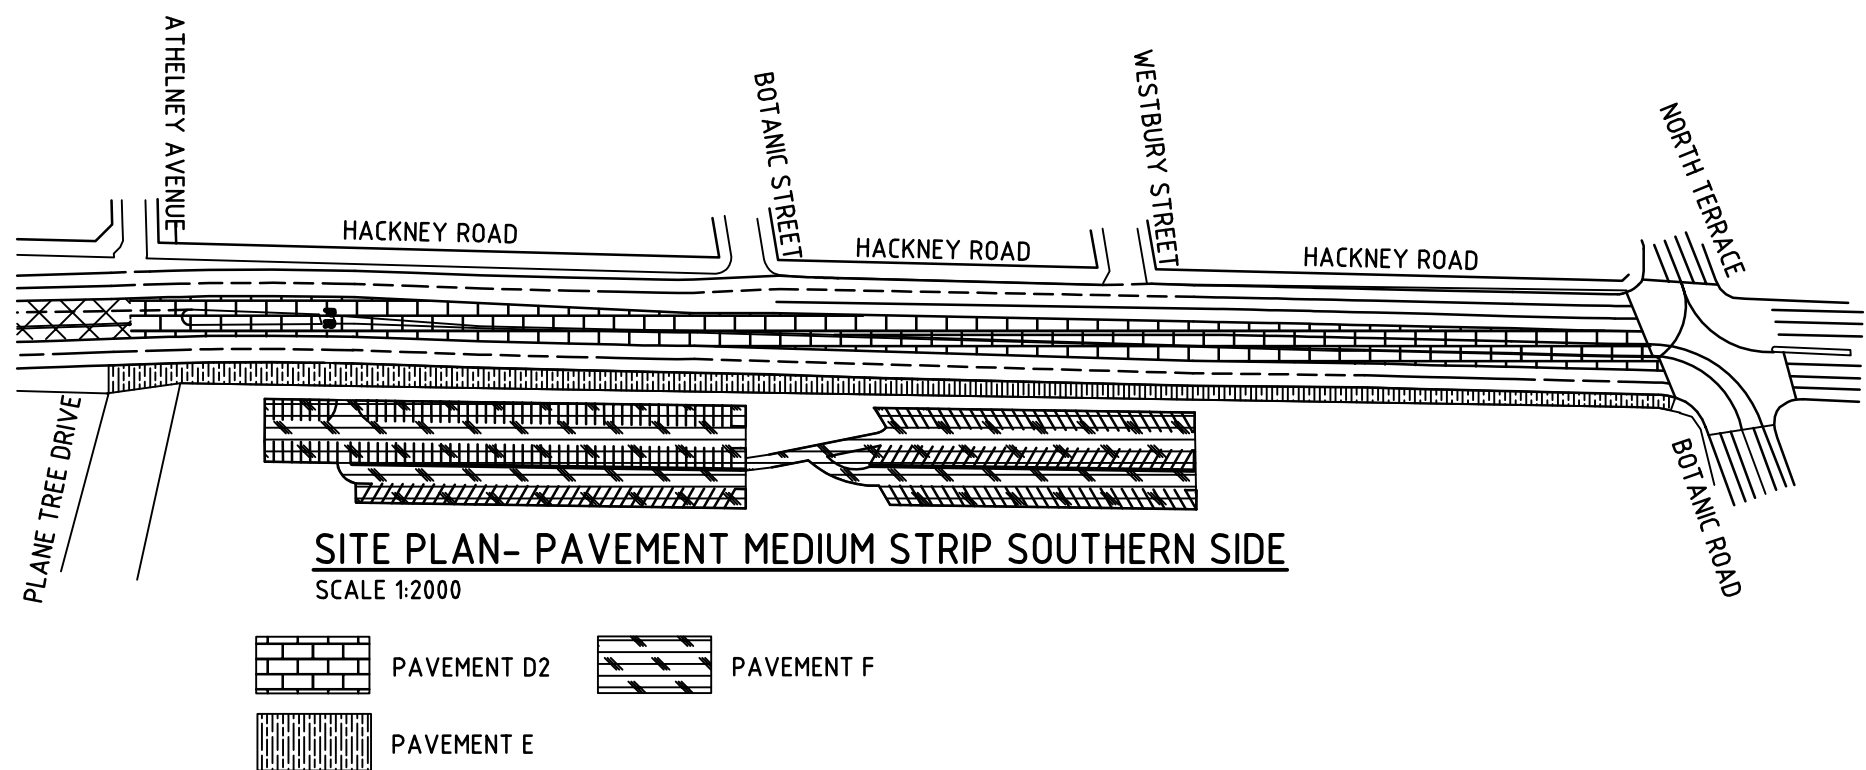 ATHELNEY AVENUE
BOTANIC STREET
WESTBURY STREET
NORTH TERRACE
HACKNEY ROAD
HACKNEY ROAD
HACKNEY ROAD
PLANE TREE DRIVE
BOTANIC ROAD
SITE PLAN- PAVEMENT MEDIUM STRIP SOUTHERN SIDE
SCALE 1:2000
PAVEMENT D2
PAVEMENT F
PAVEMENT E